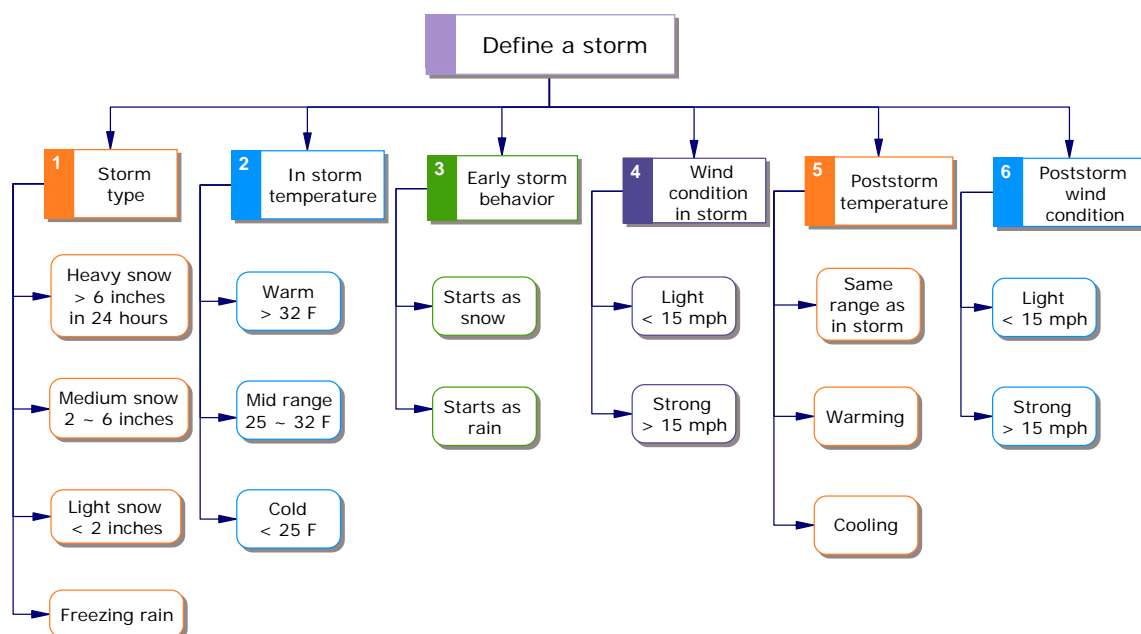 Define a storm
1
Storm
type
Heavy snow
> 6 inches
in 24 hours
Medium snow
2 ~ 6 inches
Light snow
< 2 inches
Freezing rain
2
In storm
temperature
Warm
> 32 F
Mid range
25 ~ 32 F
Cold
< 25 F
3
Early storm
behavior
Starts as
snow
Starts as
rain
4
Wind
condition
in storm
Light
< 15 mph
Strong
> 15 mph
5
Poststorm
temperature
Same
range as
in storm
Warming
Cooling
6
Poststorm
wind
condition
Light
< 15 mph
Strong
> 15 mph